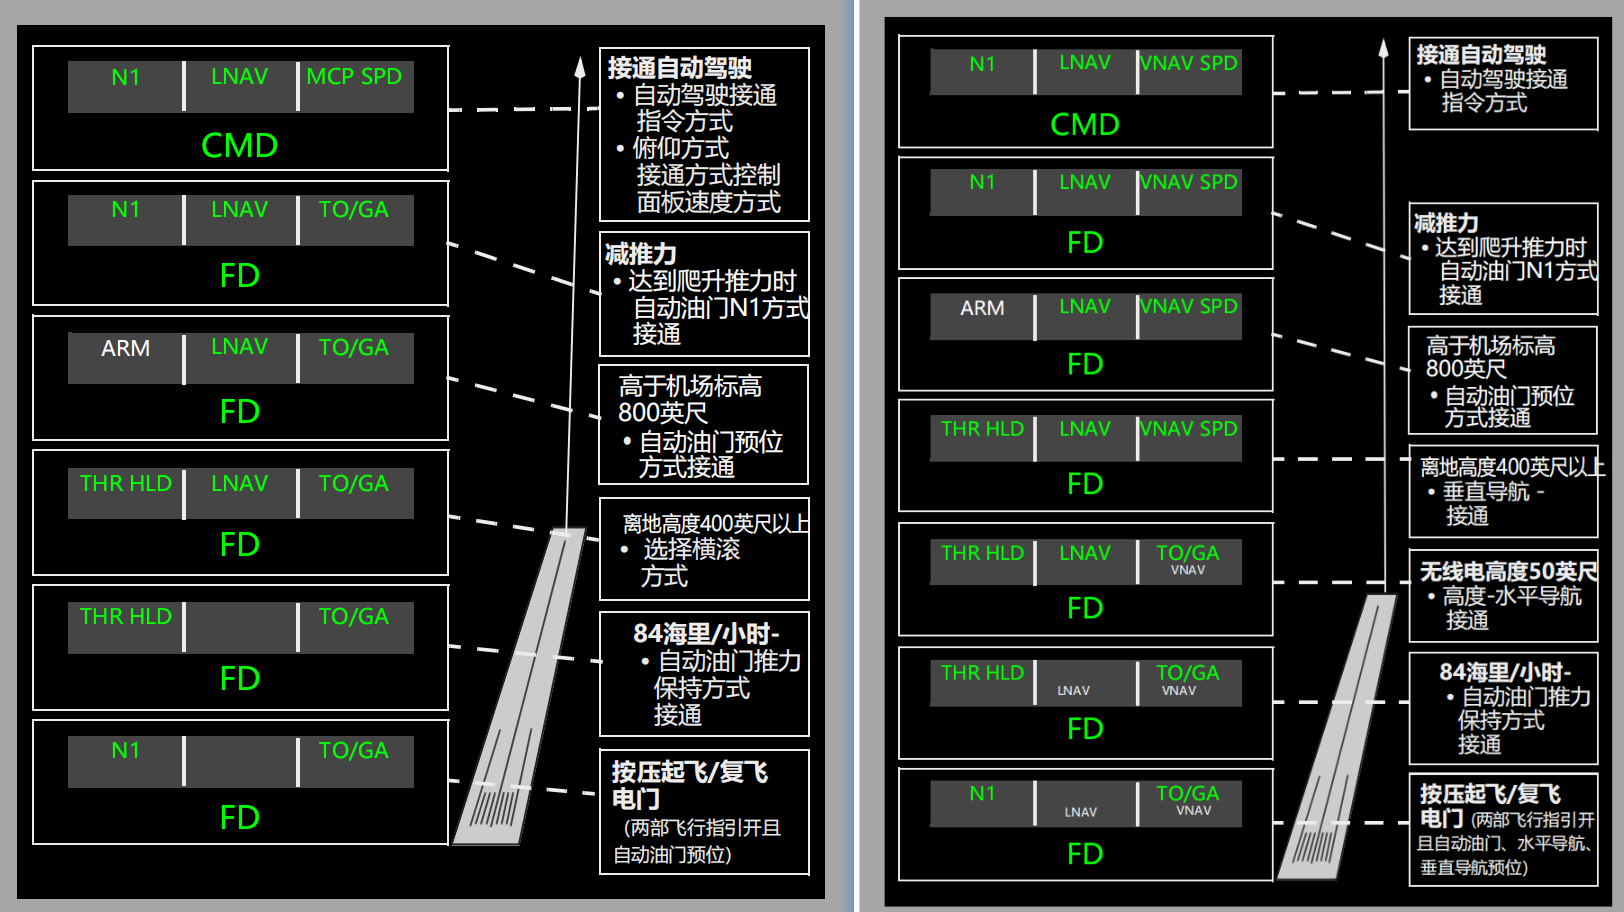 N1 LNAV MCP SPD
CMD
接通自动驾驶
• 自动驾驶接通
指令方式
• 俯仰方式
接通方式控制
面板速度方式
N1 LNAV TO/GA
FD
减推力
• 达到爬升推力时
自动油门N1方式
接通
ARM LNAV TO/GA
FD
高于机场标高
800英尺
• 自动油门预位
方式接通
THR HLD LNAV TO/GA
FD
离地高度400英尺以上
• 选择横滚
方式
THR HLD TO/GA
FD
84海里/小时-
• 自动油门推力
保持方式
接通
N1 TO/GA
FD
按压起飞/复飞
电门
(两部飞行指引开且
自动油门预位)
N1 LNAV VNAV SPD
CMD
接通自动驾驶
• 自动驾驶接通
指令方式
N1 LNAV VNAV SPD
FD
减推力
• 达到爬升推力时
自动油门N1方式
接通
ARM LNAV VNAV SPD
FD
高于机场标高
800英尺
• 自动油门预位
方式接通
THR HLD LNAV VNAV SPD
FD
离地高度400英尺以上
• 垂直导航 -
接通
THR HLD LNAV TO/GA
VNAV
FD
无线电高度50英尺
• 高度-水平导航
接通
THR HLD TO/GA
LNAV VNAV
FD
84海里/小时-
• 自动油门推力
保持方式
接通
N1 TO/GA
LNAV VNAV
FD
按压起飞/复飞
电门 (两部飞行指引开
且自动油门、水平导航、
垂直导航预位)